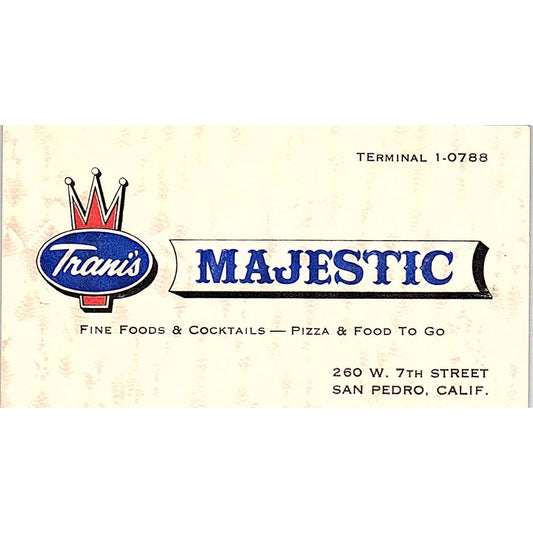 TERMINAL 1-0788
Trani's
MAJESTIC
FINE FOODS & COCKTAILS — PIZZA & FOOD TO GO
260 W. 7TH STREET
SAN PEDRO, CALIF.